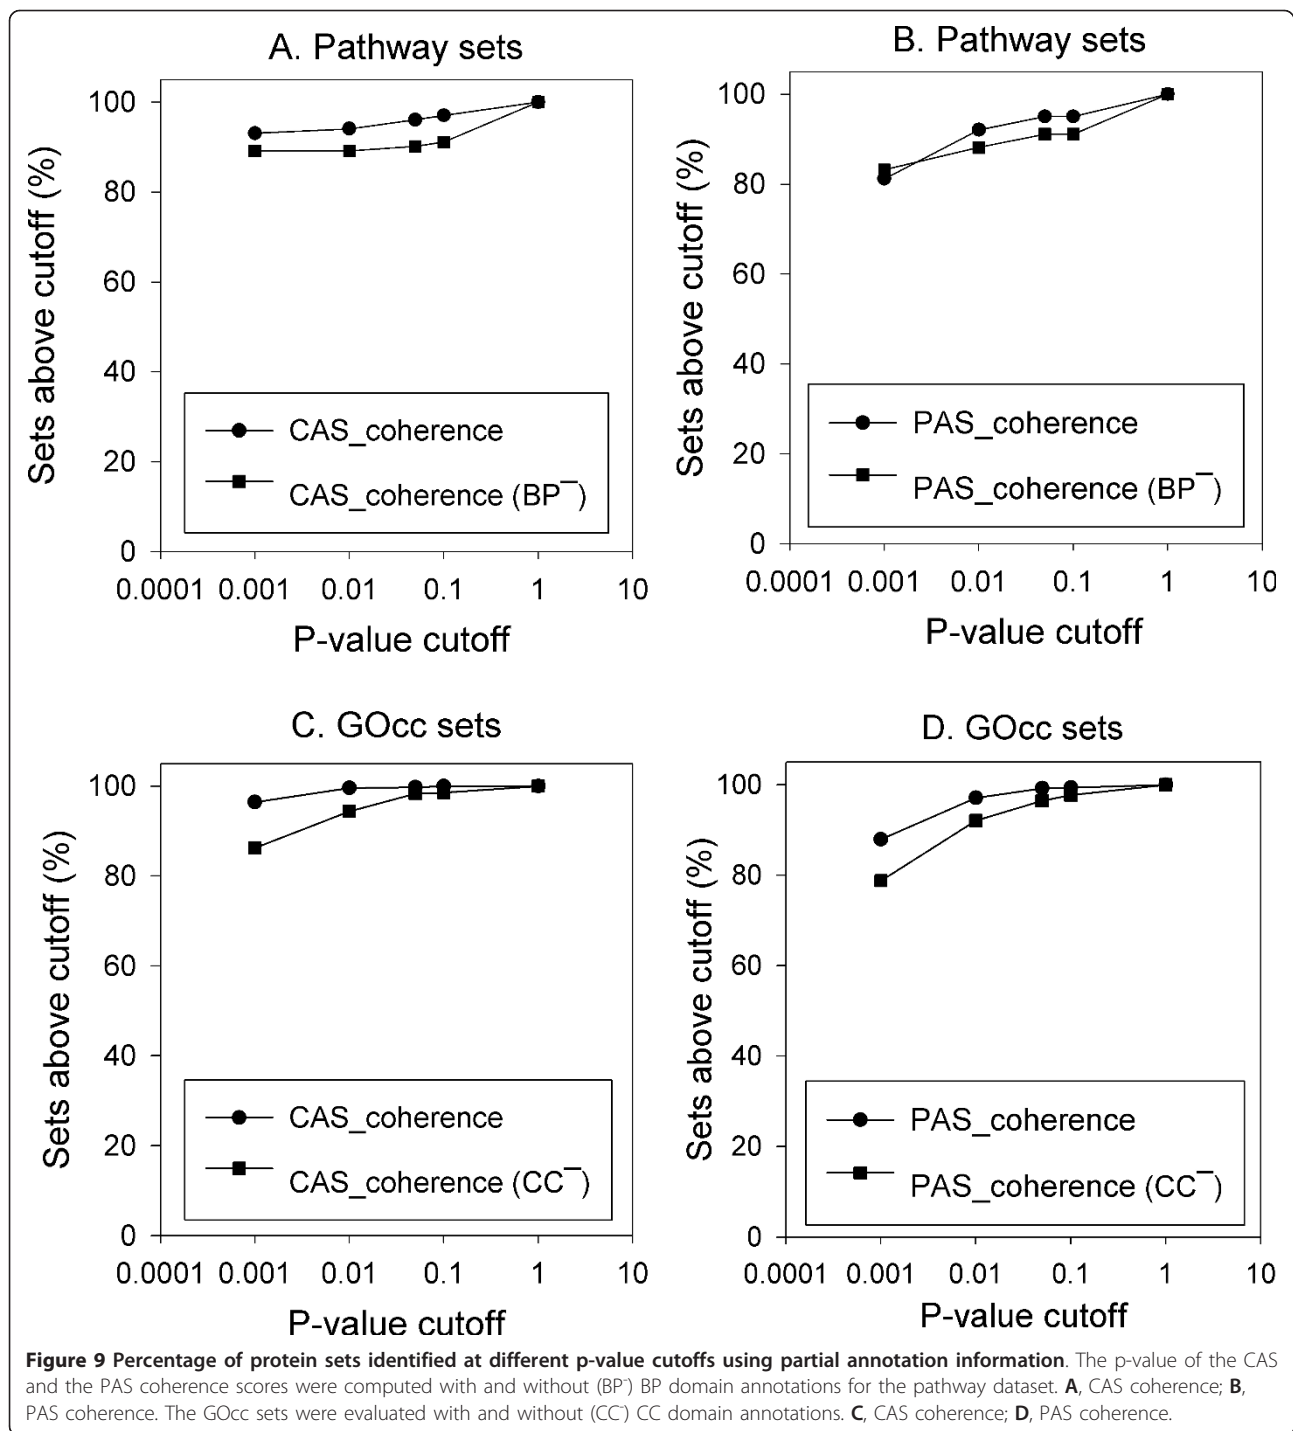 A. Pathway sets
Sets above cutoff (%)
100
80
60
40
20
0
CAS_coherence
CAS_coherence (BP¯)
0.0001 0.001 0.01 0.1 1 10
P-value cutoff
B. Pathway sets
Sets above cutoff (%)
100
80
60
40
20
0
PAS_coherence
PAS_coherence (BP¯)
0.0001 0.001 0.01 0.1 1 10
P-value cutoff
C. GOcc sets
Sets above cutoff (%)
100
80
60
40
20
0
CAS_coherence
CAS_coherence (CC¯)
0.0001 0.001 0.01 0.1 1 10
P-value cutoff
D. GOcc sets
Sets above cutoff (%)
100
80
60
40
20
0
PAS_coherence
PAS_coherence (CC¯)
0.0001 0.001 0.01 0.1 1 10
P-value cutoff
Figure 9 Percentage of protein sets identified at different p-value cutoffs using partial annotation information. The p-value of the CAS
and the PAS coherence scores were computed with and without (BP⁻) BP domain annotations for the pathway dataset. A, CAS coherence; B,
PAS coherence. The GOcc sets were evaluated with and without (CC⁻) CC domain annotations. C, CAS coherence; D, PAS coherence.